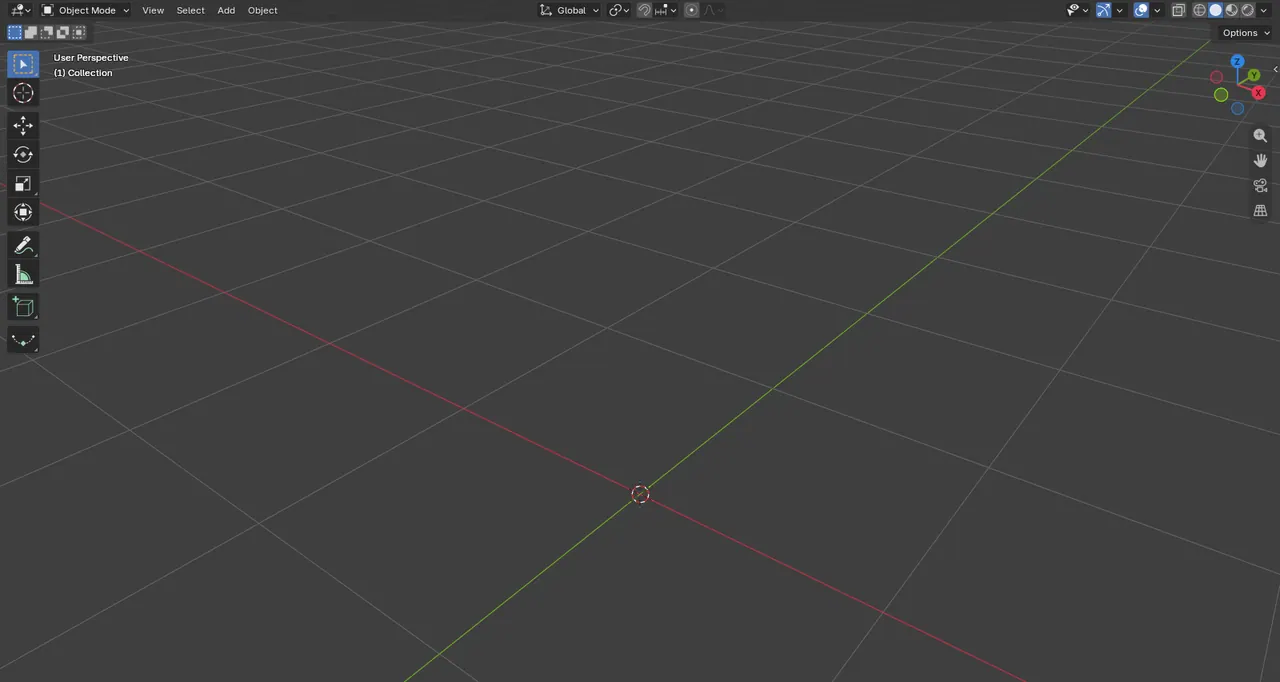 Object Mode View Select Add Object Global
Options
User Perspective
(1) Collection
Z
Y
X